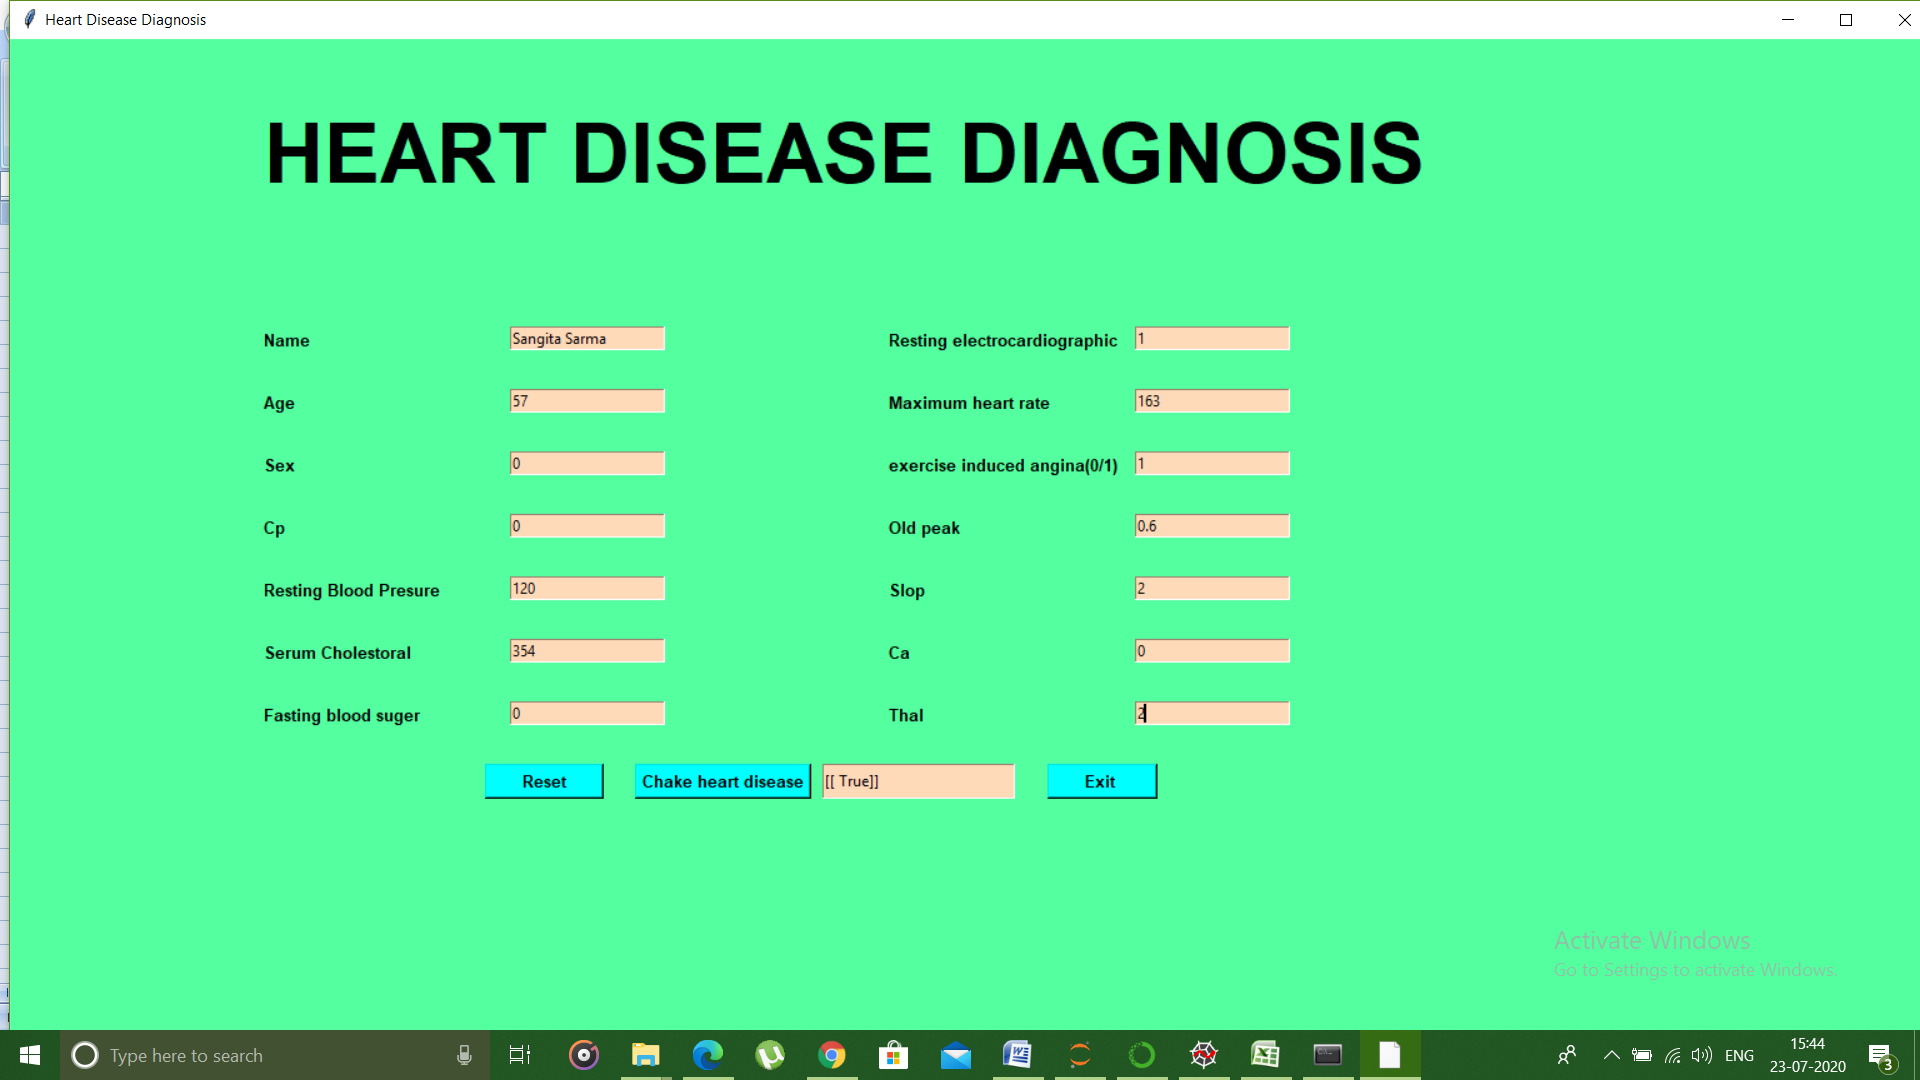 Heart Disease Diagnosis
HEART DISEASE DIAGNOSIS
Name Sangita Sarma Resting electrocardiographic 1
Age 57 Maximum heart rate 163
Sex 0 exercise induced angina(0/1) 1
Cp 0 Old peak 0.6
Resting Blood Presure 120 Slop 2
Serum Cholestoral 354 Ca 0
Fasting blood suger 0 Thal 2
Reset Chake heart disease [[ True]] Exit
Activate Windows
Go to Settings to activate Windows.
Type here to search ENG 15:44
23-07-2020 3